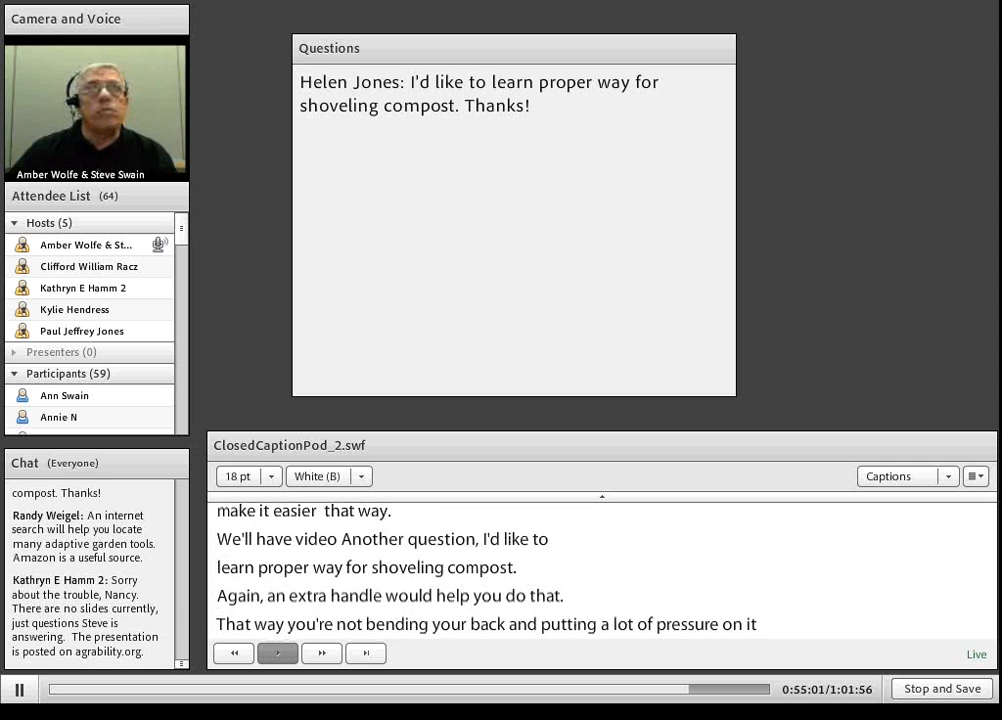 Camera and Voice
Amber Wolfe & Steve Swain
Attendee List (64)
Hosts (5)
Amber Wolfe & St...
Clifford William Racz
Kathryn E Hamm 2
Kylie Hendress
Paul Jeffrey Jones
Presenters (0)
Participants (59)
Ann Swain
Annie N
Chat (Everyone)
compost. Thanks!
Randy Weigel: An internet
search will help you locate
many adaptive garden tools.
Amazon is a useful source.
Kathryn E Hamm 2: Sorry
about the trouble, Nancy.
There are no slides currently,
just questions Steve is
answering. The presentation
is posted on agrability.org.
Questions
Helen Jones: I'd like to learn proper way for
shoveling compost. Thanks!
ClosedCaptionPod_2.swf
18 pt White (B) Captions
make it easier that way.
We'll have video Another question, I'd like to
learn proper way for shoveling compost.
Again, an extra handle would help you do that.
That way you're not bending your back and putting a lot of pressure on it
Live
0:55:01/1:01:56 Stop and Save